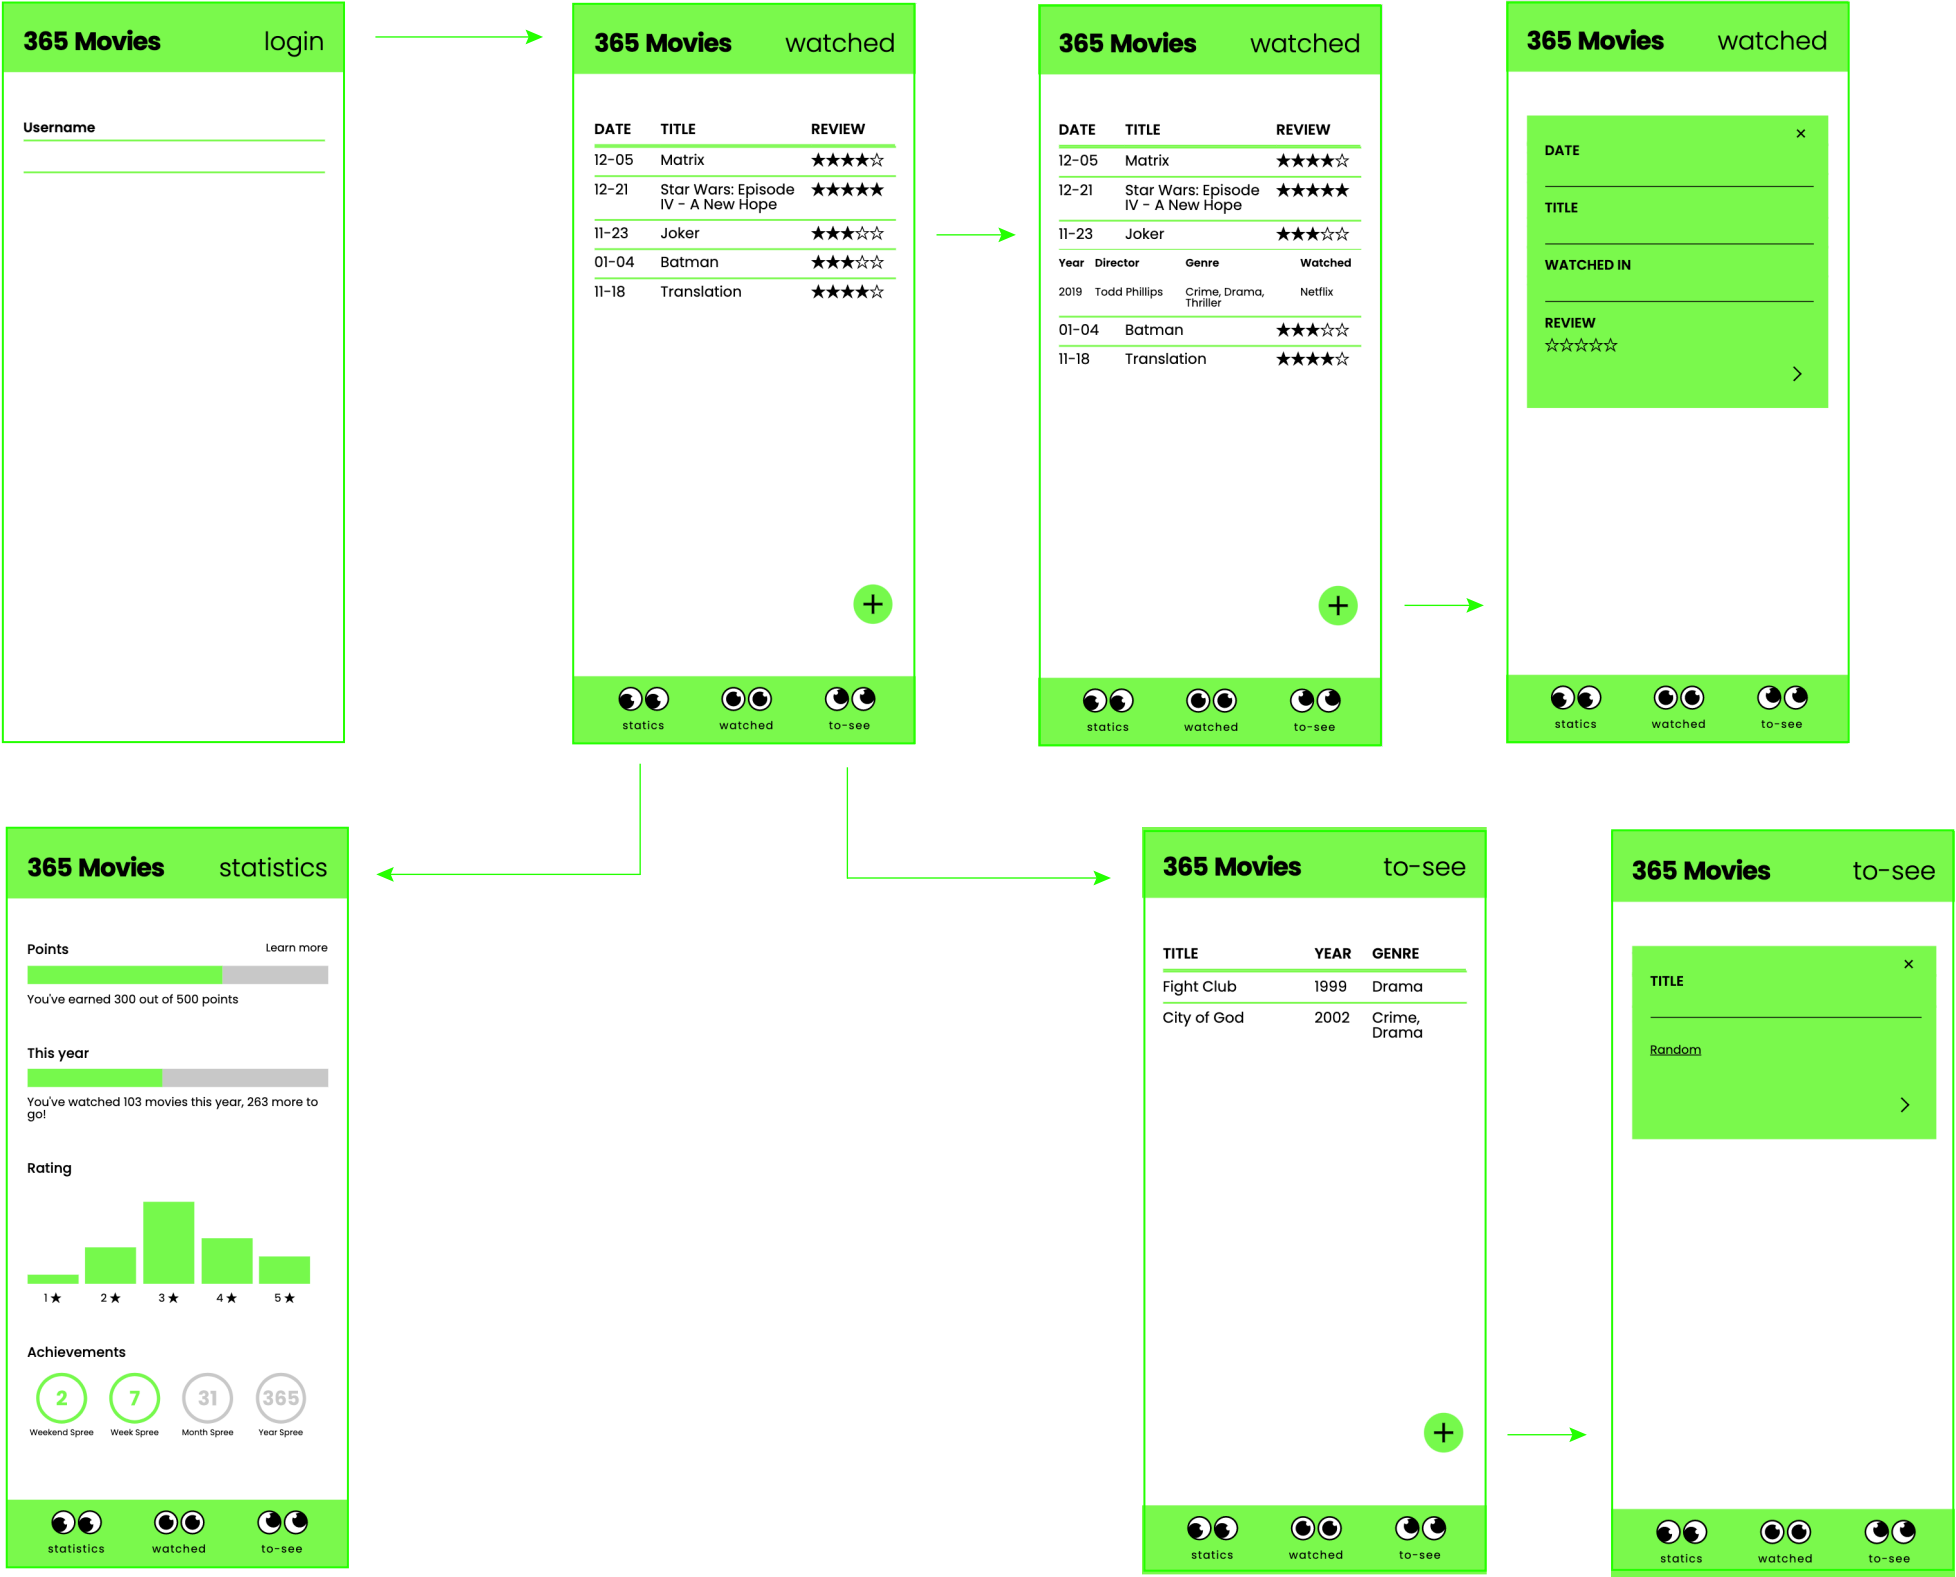 365 Movies login
Username
365 Movies watched
DATE TITLE REVIEW
12-05 Matrix ★★★★☆
12-21 Star Wars: Episode ★★★★★
IV - A New Hope
11-23 Joker ★★★☆☆
01-04 Batman ★★★☆☆
11-18 Translation ★★★★☆
+
statics watched to-see
365 Movies watched
DATE TITLE REVIEW
12-05 Matrix ★★★★☆
12-21 Star Wars: Episode ★★★★★
IV - A New Hope
11-23 Joker ★★★☆☆
Year Director Genre Watched
2019 Todd Phillips Crime, Drama, Netflix
Thriller
01-04 Batman ★★★☆☆
11-18 Translation ★★★★☆
+
statics watched to-see
365 Movies watched
×
DATE
TITLE
WATCHED IN
REVIEW
☆☆☆☆☆
>
statics watched to-see
365 Movies statistics
Points Learn more
You've earned 300 out of 500 points
This year
You've watched 103 movies this year, 263 more to
go!
Rating
1 ★ 2 ★ 3 ★ 4 ★ 5 ★
Achievements
2 7 31 365
Weekend Spree Week Spree Month Spree Year Spree
statistics watched to-see
365 Movies to-see
TITLE YEAR GENRE
Fight Club 1999 Drama
City of God 2002 Crime,
Drama
+
statics watched to-see
365 Movies to-see
×
TITLE
Random
>
statics watched to-see